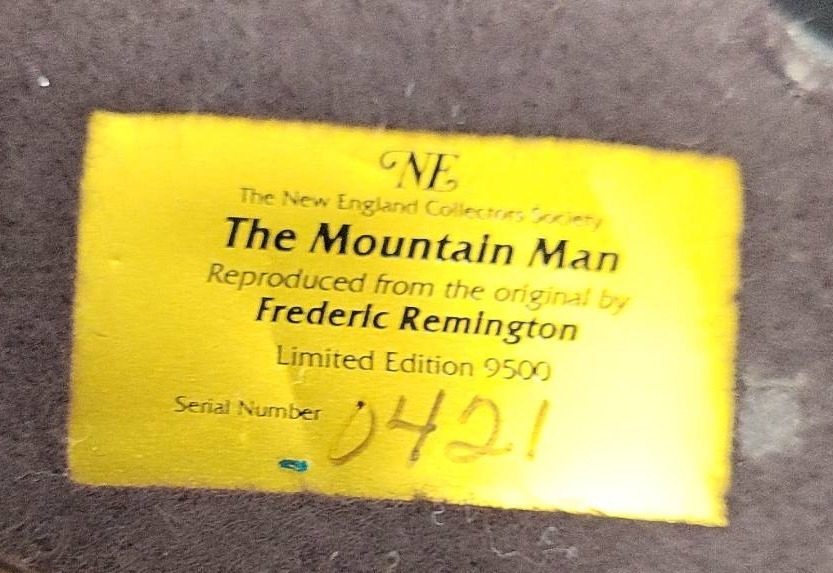 NE
The New England Collectors Society
The Mountain Man
Reproduced from the original by
Frederic Remington
Limited Edition 9500
Serial Number 0421